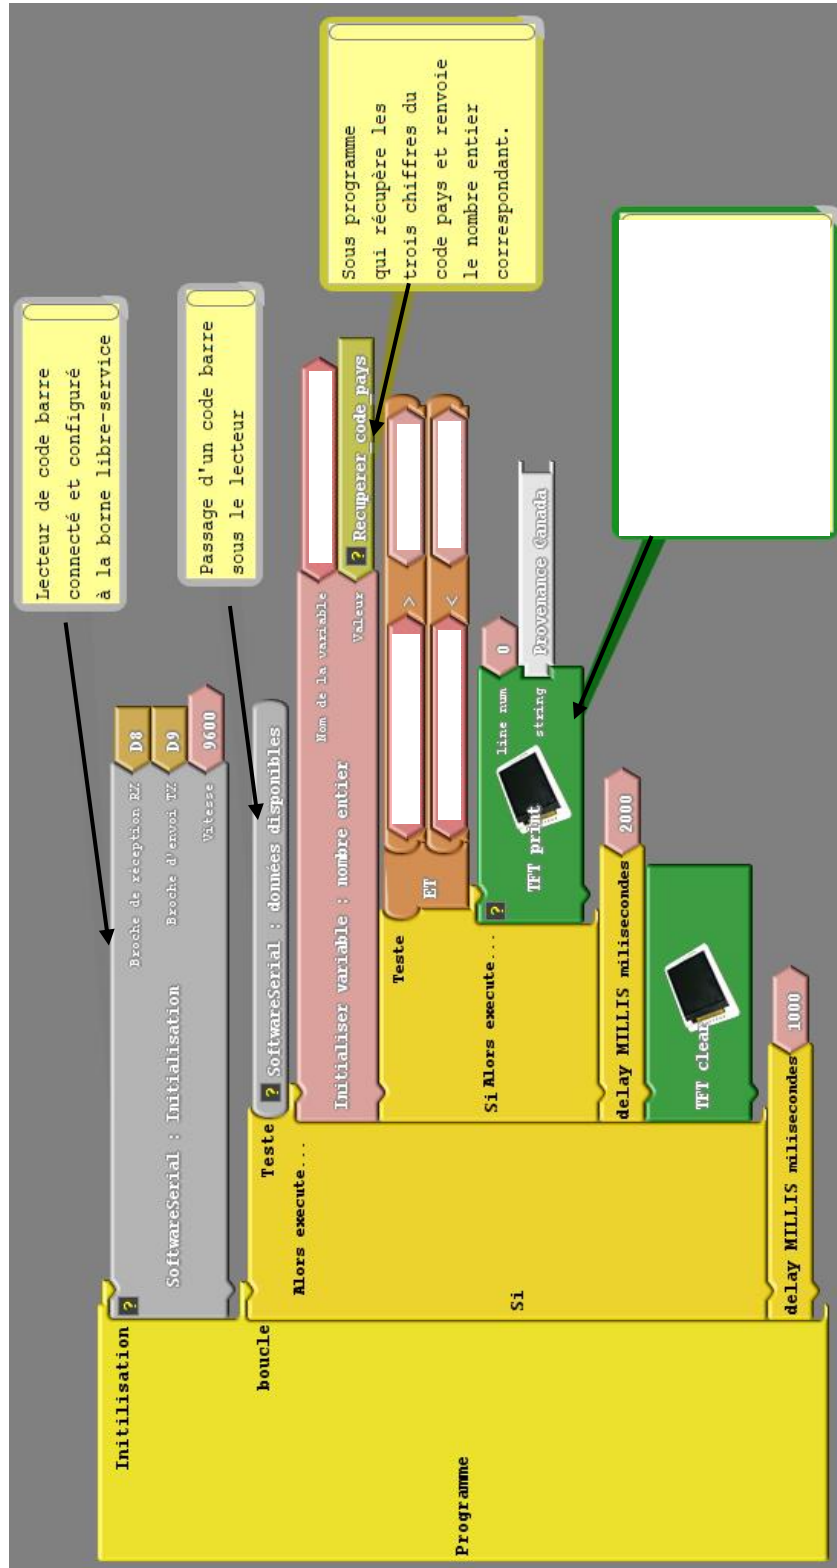 Lecteur de code barre
connecté et configuré
à la borne libre-service
Passage d'un code barre
sous le lecteur
Sous programme
qui récupère les
trois chiffres du
code pays et renvoie
le nombre entier
correspondant.
Programme
Initilisation
SoftwareSerial : Initialisation
Broche de réception RX D8
Broche d'envoi TX D9
Vitesse 9600
boucle
Si
Teste
SoftwareSerial : données disponibles
Alors execute...
Initialiser variable : nombre entier
Nom de la variable
Valeur
Recuperer_code_pays
Si
Teste
ET
>
<
Alors execute...
TFT print
line num 0
string Provenance Canada
delay MILLIS milisecondes 2000
TFT clear
delay MILLIS milisecondes 1000